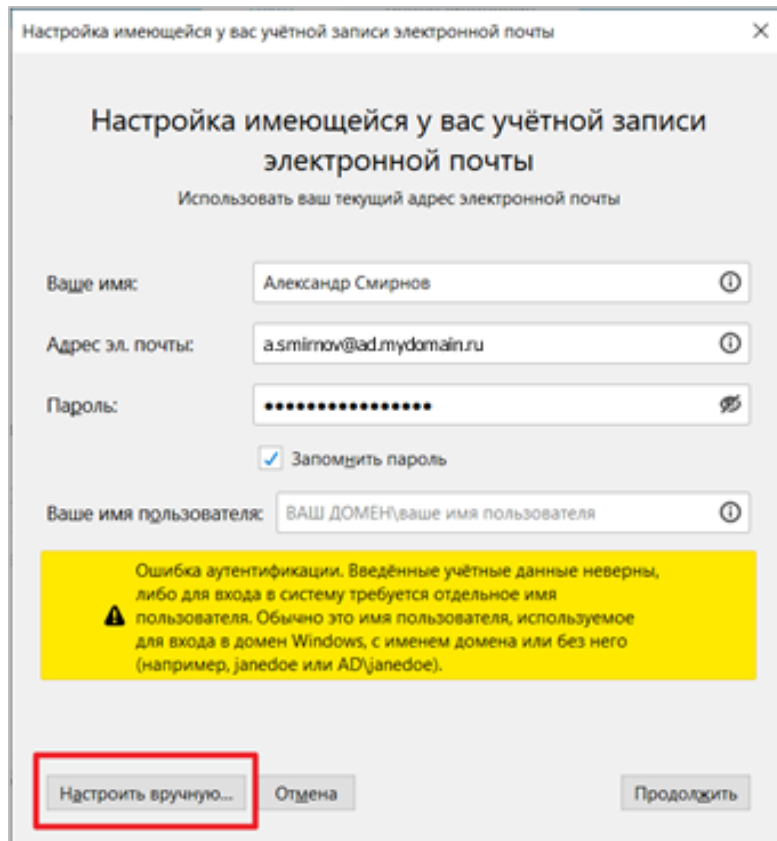 Настройка имеющейся у вас учётной записи электронной почты
Настройка имеющейся у вас учётной записи
электронной почты
Использовать ваш текущий адрес электронной почты
Ваше имя: Александр Смирнов
Адрес эл. почты: a.smirnov@ad.mydomain.ru
Пароль: ••••••••••••••••
Запомнить пароль
Ваше имя пользователя: ВАШ ДОМЕН\ваше имя пользователя
Ошибка аутентификации. Введённые учётные данные неверны,
либо для входа в систему требуется отдельное имя
пользователя. Обычно это имя пользователя, используемое
для входа в домен Windows, с именем домена или без него
(например, janedoe или AD\janedoe).
Настроить вручную... Отмена Продолжить